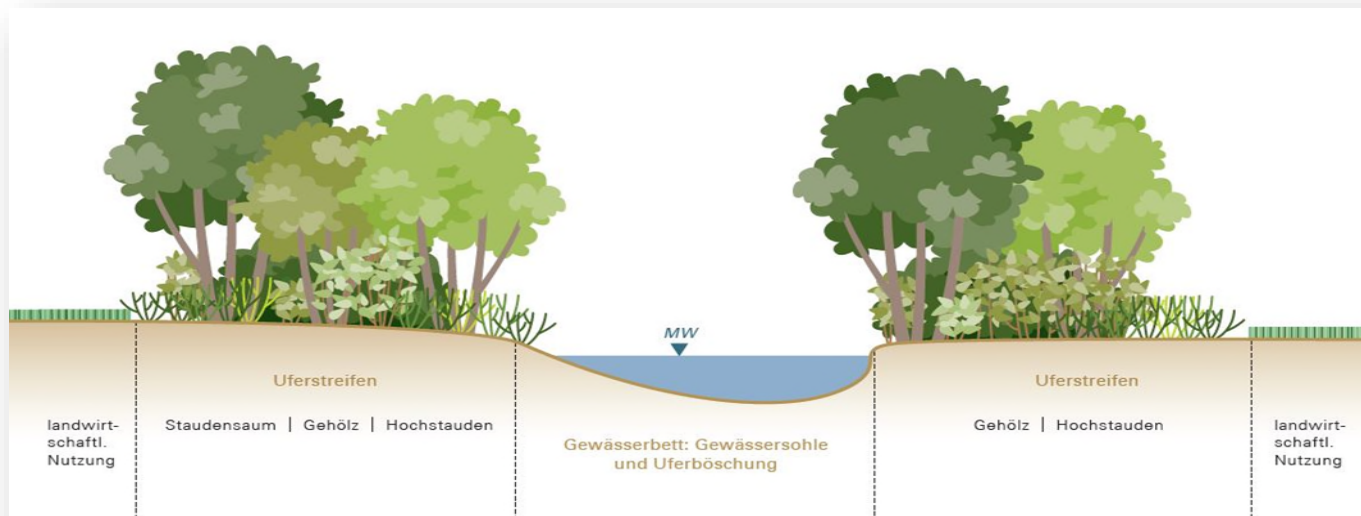 MW
Uferstreifen
Uferstreifen
landwirt-
schaftl.
Nutzung
Staudensaum | Gehölz | Hochstauden
Gewässerbett: Gewässersohle
und Uferböschung
Gehölz | Hochstauden
landwirt-
schaftl.
Nutzung